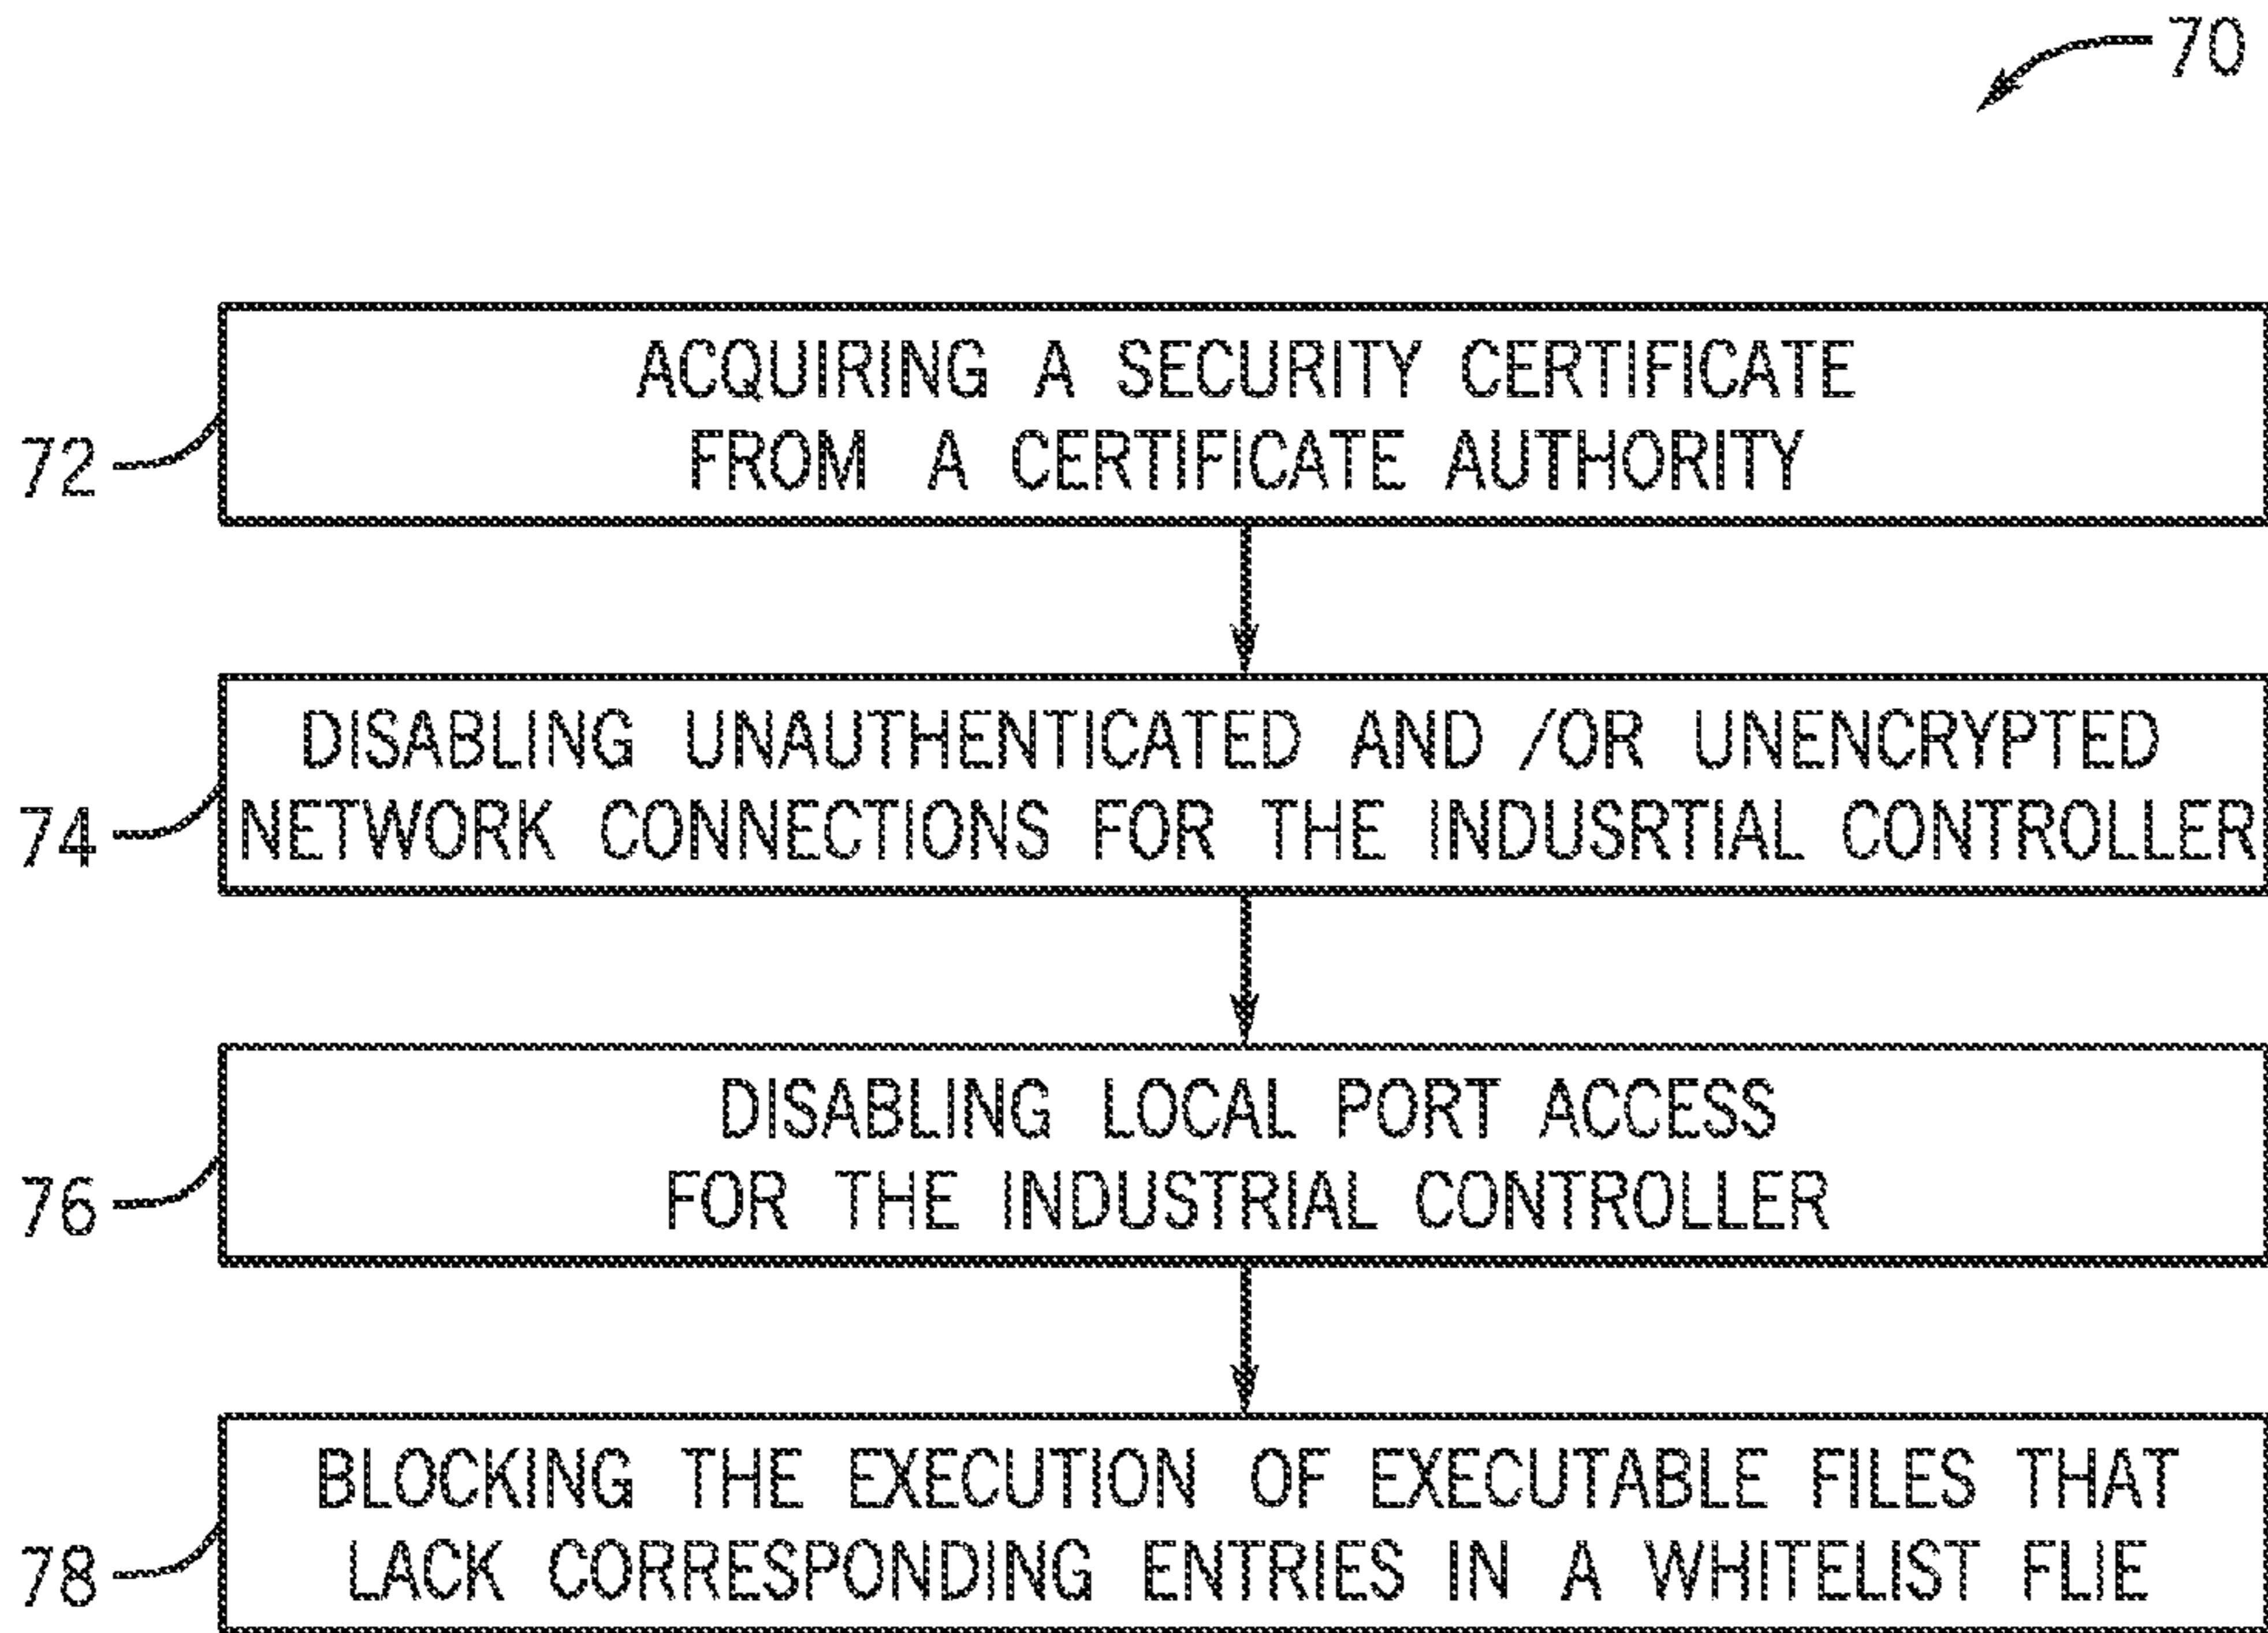 70
ACQUIRING A SECURITY CERTIFICATE
FROM A CERTIFICATE AUTHORITY
72
DISABLING UNAUTHENTICATED AND /OR UNENCRYPTED
NETWORK CONNECTIONS FOR THE INDUSRTIAL CONTROLLER
74
DISABLING LOCAL PORT ACCESS
FOR THE INDUSTRIAL CONTROLLER
76
BLOCKING THE EXECUTION OF EXECUTABLE FILES THAT
LACK CORRESPONDING ENTRIES IN A WHITELIST FLIE
78